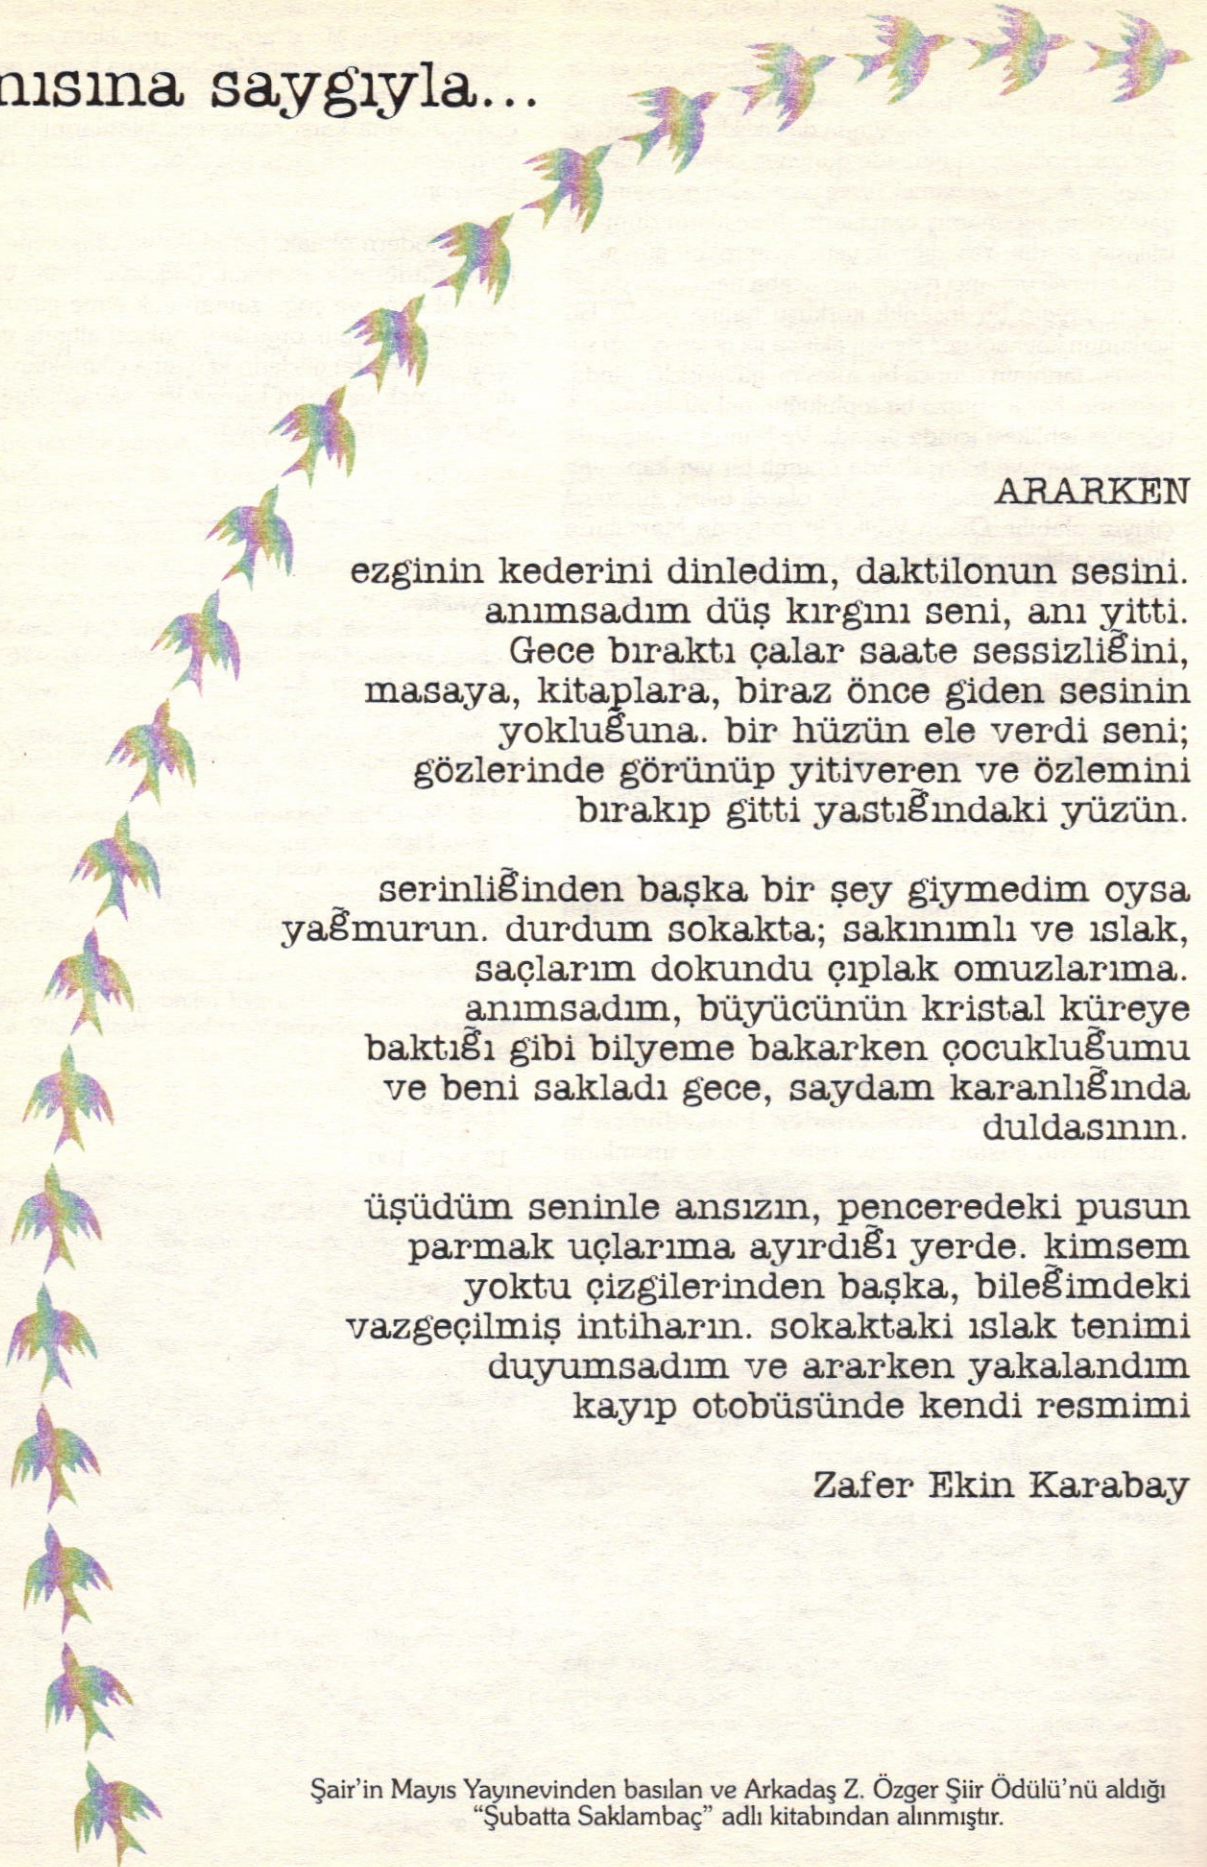 saygıyla...
ARARKEN
ezginin kederini dinledim, daktilonun sesini.
anımsadım düş kırgını seni, anı yitti.
Gece bıraktı çalar saate sessizliğini,
masaya, kitaplara, biraz önce giden sesinin
yokluğuna. bir hüzün ele verdi seni;
gözlerinde görünüp yitiveren ve özlemini
bırakıp gitti yastığındaki yüzün.
serinliğinden başka bir şey giymedim oysa
yağmurun. durdum sokakta; sakınımlı ve ıslak,
saçlarım dokundu çıplak omuzlarıma.
anımsadım, büyücünün kristal küreye
baktığı gibi bilyeme bakarken çocukluğumu
ve beni sakladı gece, saydam karanlığında
duldasının.
üşüdüm seninle ansızın, penceredeki pusun
parmak uçlarıma ayırdığı yerde. kimsem
yoktu çizgilerinden başka, bileğimdeki
vazgeçilmiş intiharın. sokaktaki ıslak tenimi
duyumsadım ve ararken yakalandım
kayıp otobüsünde kendi resmimi
Zafer Ekin Karabay
Şair'in Mayıs Yayınevinden basılan ve Arkadaş Z. Özger Şiir Ödülü'nü aldığı
“Şubatta Saklambaç” adlı kitabından alınmıştır.